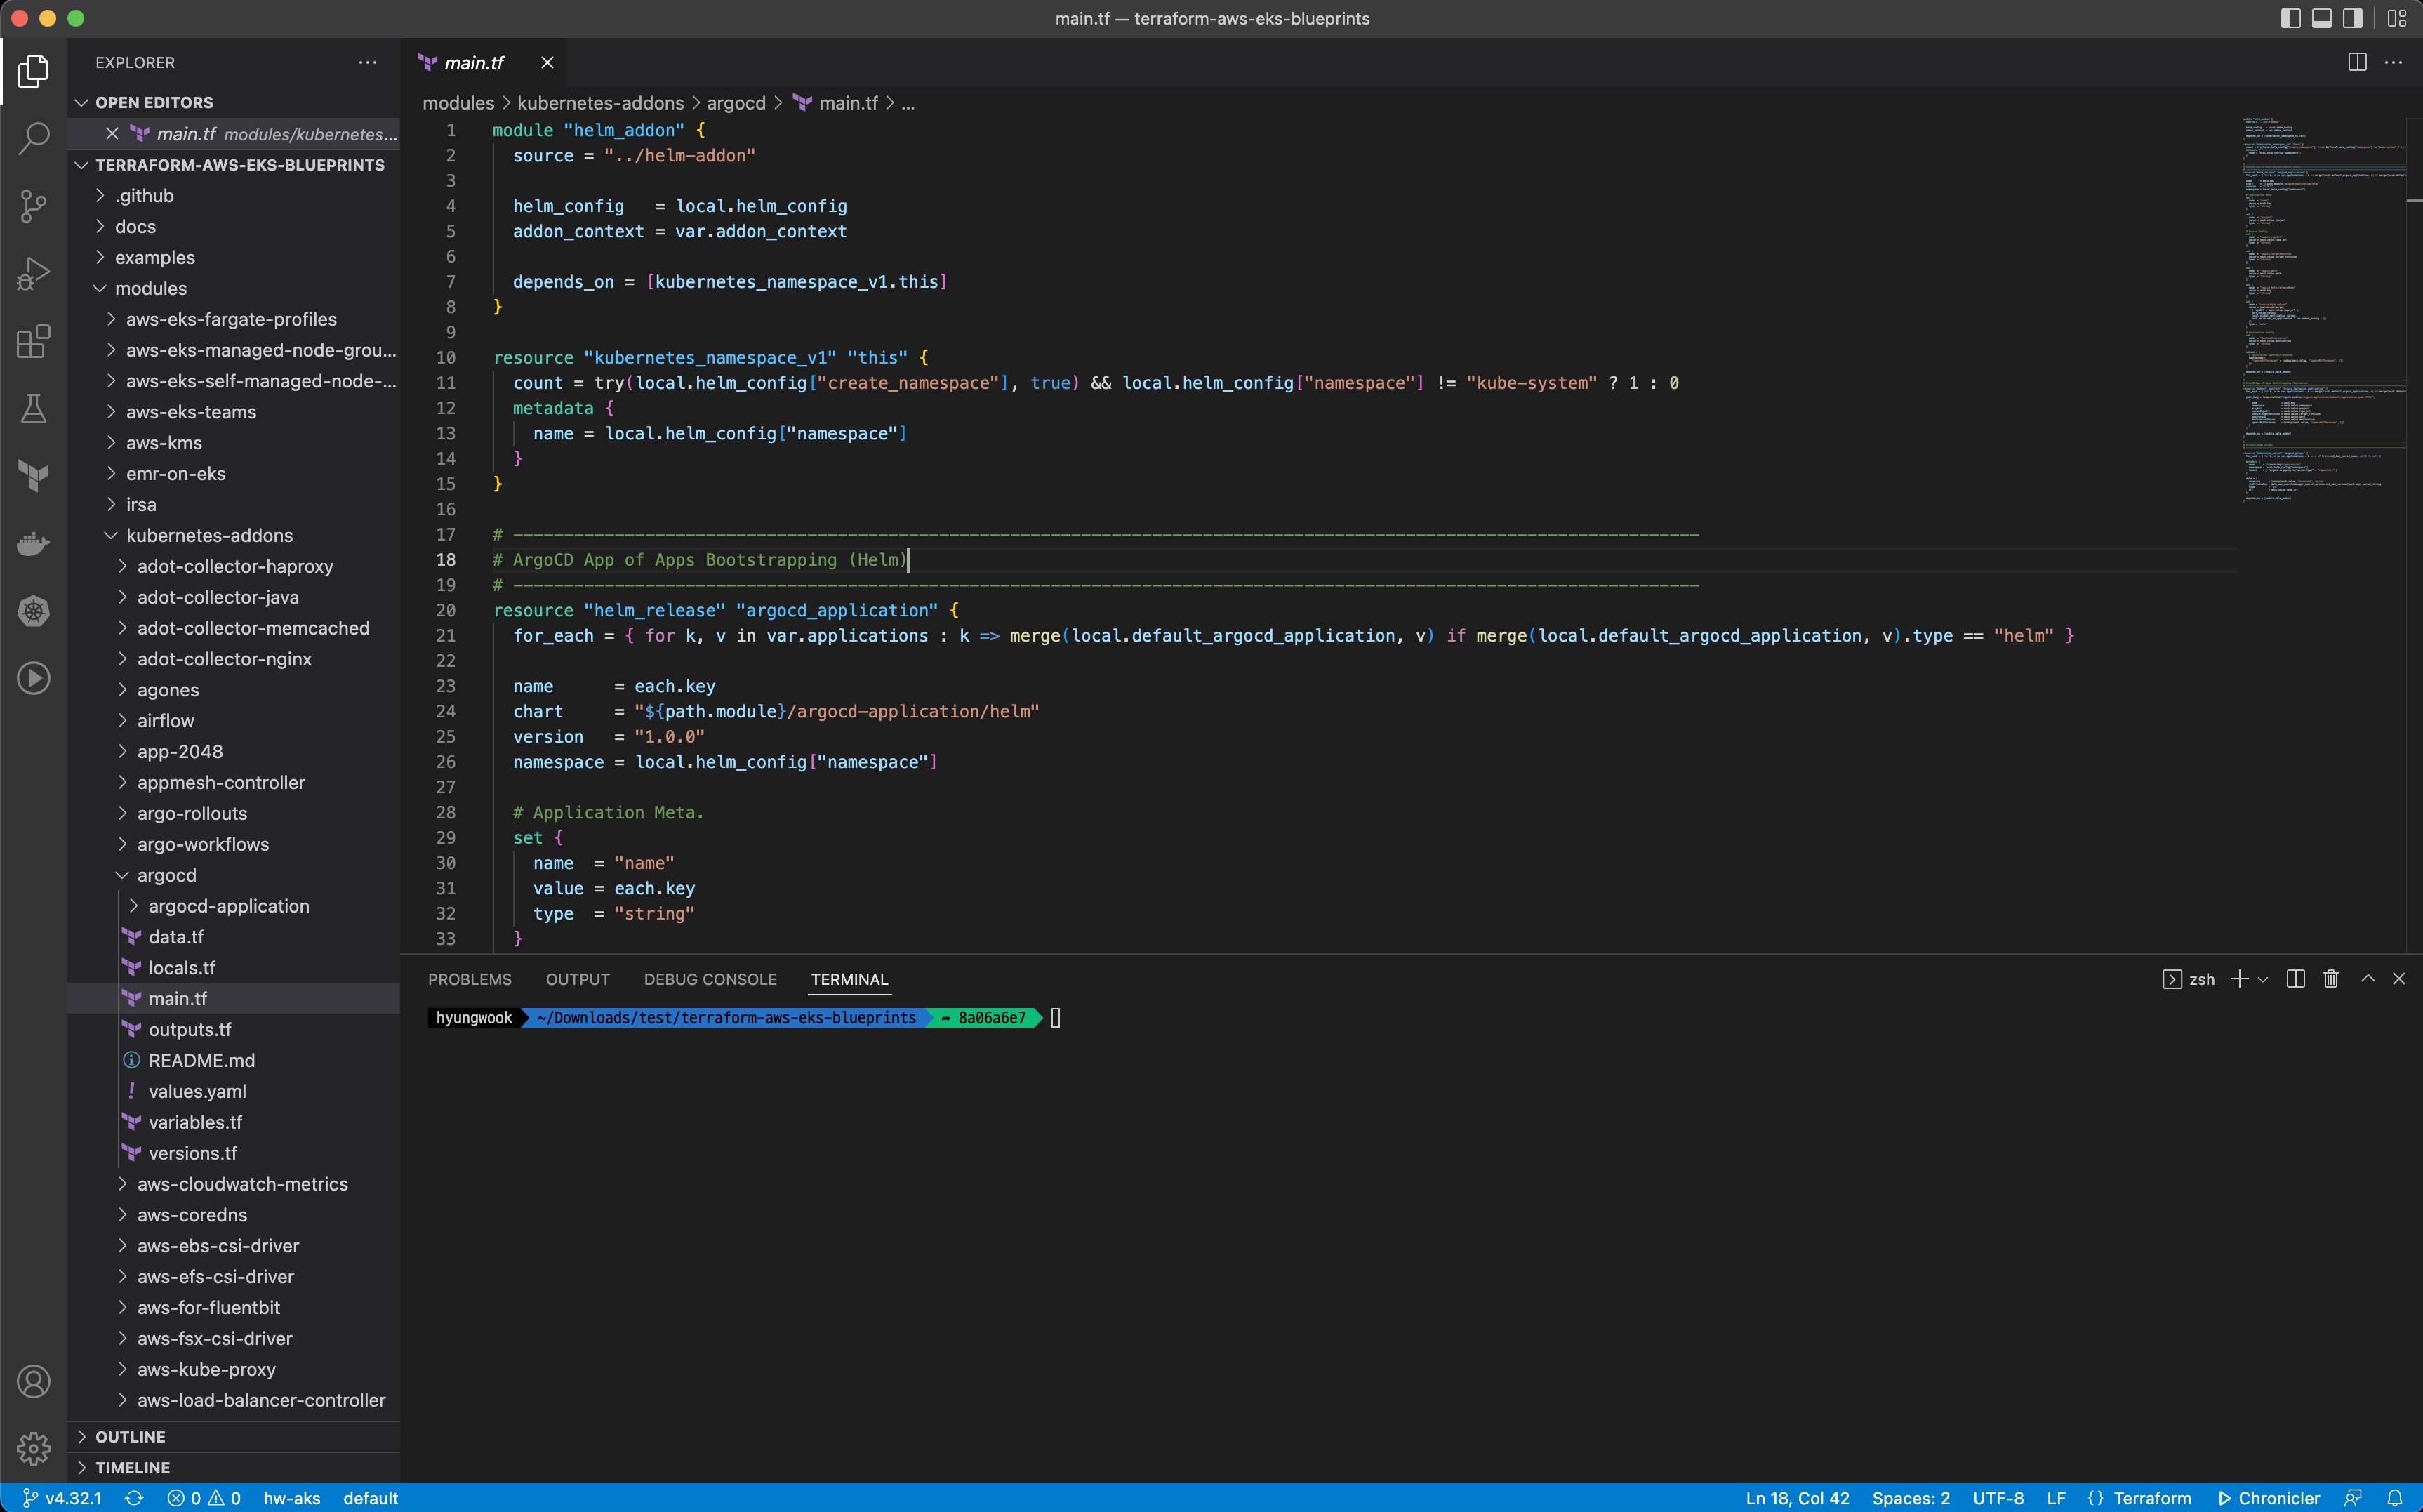 main.tf — terraform-aws-eks-blueprints
EXPLORER
OPEN EDITORS
main.tf modules/kubernetes...
TERRAFORM-AWS-EKS-BLUEPRINTS
.github
docs
examples
modules
aws-eks-fargate-profiles
aws-eks-managed-node-grou...
aws-eks-self-managed-node-...
aws-eks-teams
aws-kms
emr-on-eks
irsa
kubernetes-addons
adot-collector-haproxy
adot-collector-java
adot-collector-memcached
adot-collector-nginx
agones
airflow
app-2048
appmesh-controller
argo-rollouts
argo-workflows
argocd
argocd-application
data.tf
locals.tf
main.tf
outputs.tf
README.md
values.yaml
variables.tf
versions.tf
aws-cloudwatch-metrics
aws-coredns
aws-ebs-csi-driver
aws-efs-csi-driver
aws-for-fluentbit
aws-fsx-csi-driver
aws-kube-proxy
aws-load-balancer-controller
OUTLINE
TIMELINE
main.tf
modules > kubernetes-addons > argocd > main.tf > ...
1 module "helm_addon" {
2   source = "../helm-addon"
3
4   helm_config   = local.helm_config
5   addon_context = var.addon_context
6
7   depends_on = [kubernetes_namespace_v1.this]
8 }
9
10 resource "kubernetes_namespace_v1" "this" {
11   count = try(local.helm_config["create_namespace"], true) && local.helm_config["namespace"] != "kube-system" ? 1 : 0
12   metadata {
13     name = local.helm_config["namespace"]
14   }
15 }
16
17 # ---------------------------------------------------------------------------------------------------------------------
18 # ArgoCD App of Apps Bootstrapping (Helm)
19 # ---------------------------------------------------------------------------------------------------------------------
20 resource "helm_release" "argocd_application" {
21   for_each = { for k, v in var.applications : k => merge(local.default_argocd_application, v) if merge(local.default_argocd_application, v).type == "helm" }
22
23   name      = each.key
24   chart     = "${path.module}/argocd-application/helm"
25   version   = "1.0.0"
26   namespace = local.helm_config["namespace"]
27
28   # Application Meta.
29   set {
30     name  = "name"
31     value = each.key
32     type  = "string"
33   }
PROBLEMS OUTPUT DEBUG CONSOLE TERMINAL
zsh
hyungwook ~/Downloads/test/terraform-aws-eks-blueprints ➦ 8a06a6e7
v4.32.1 0 0 hw-aks default
Ln 18, Col 42 Spaces: 2 UTF-8 LF {} Terraform Chronicler